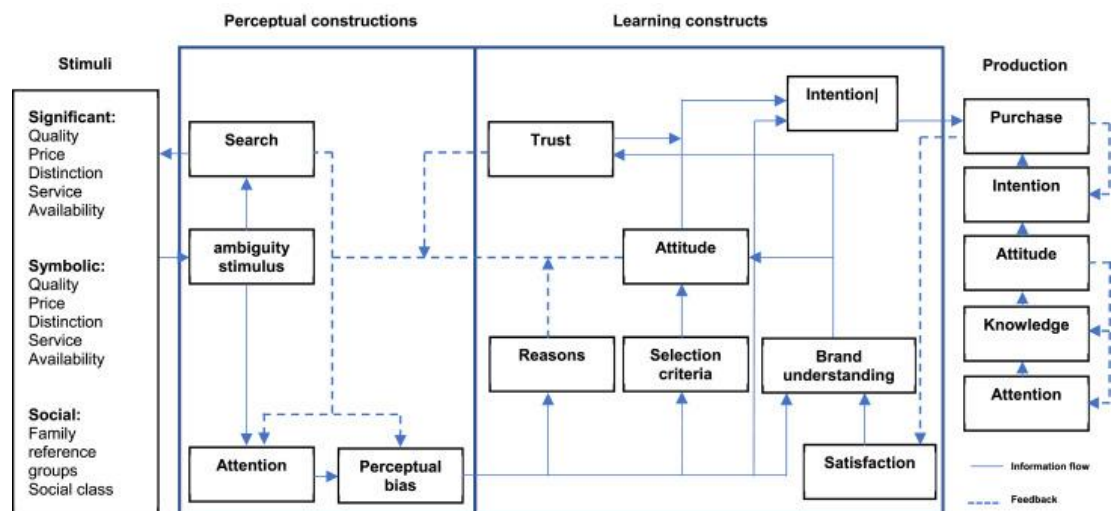 Perceptual constructions
Learning constructs
Stimuli
Production
Significant:
Quality
Price
Distinction
Service
Availability
Symbolic:
Quality
Price
Distinction
Service
Availability
Social:
Family
reference
groups
Social class
Search
ambiguity
stimulus
Attention
Perceptual
bias
Trust
Intention|
Attitude
Reasons
Selection
criteria
Brand
understanding
Satisfaction
Purchase
Intention
Attitude
Knowledge
Attention
Information flow
Feedback